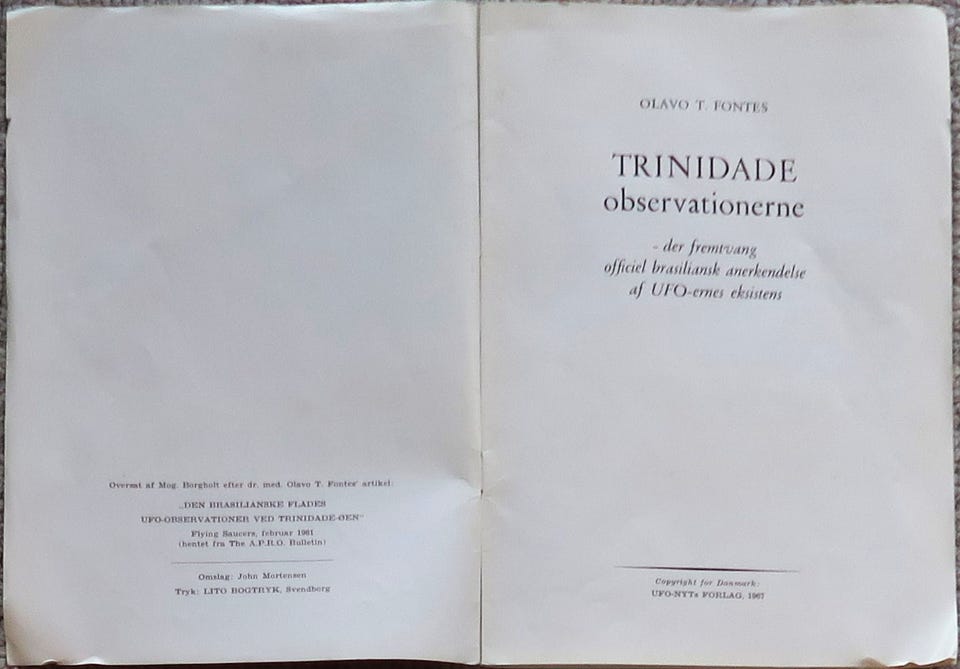 Oversat af Mog. Borgholt efter dr. med. Olavo T. Fontes' artikel:
„DEN BRASILIANSKE FLÅDES
UFO-OBSERVATIONER VED TRINIDADE-ØEN"
Flying Saucers, februar 1961
(hentet fra The A.P.R.O. Bulletin)
Omslag: John Mortensen
Tryk: LITO BOGTRYK, Svendborg
OLAVO T. FONTES
TRINIDADE
observationerne
- der fremtvang
officiel brasiliansk anerkendelse
af UFO-ernes eksistens
Copyright for Danmark:
UFO-NYTs FORLAG, 1967